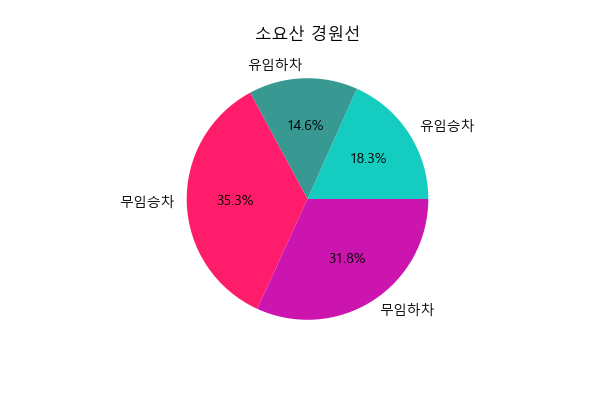 소요산 경원선
유임하차
유임승차
14.6%
18.3%
무임승차
35.3%
31.8%
무임하차